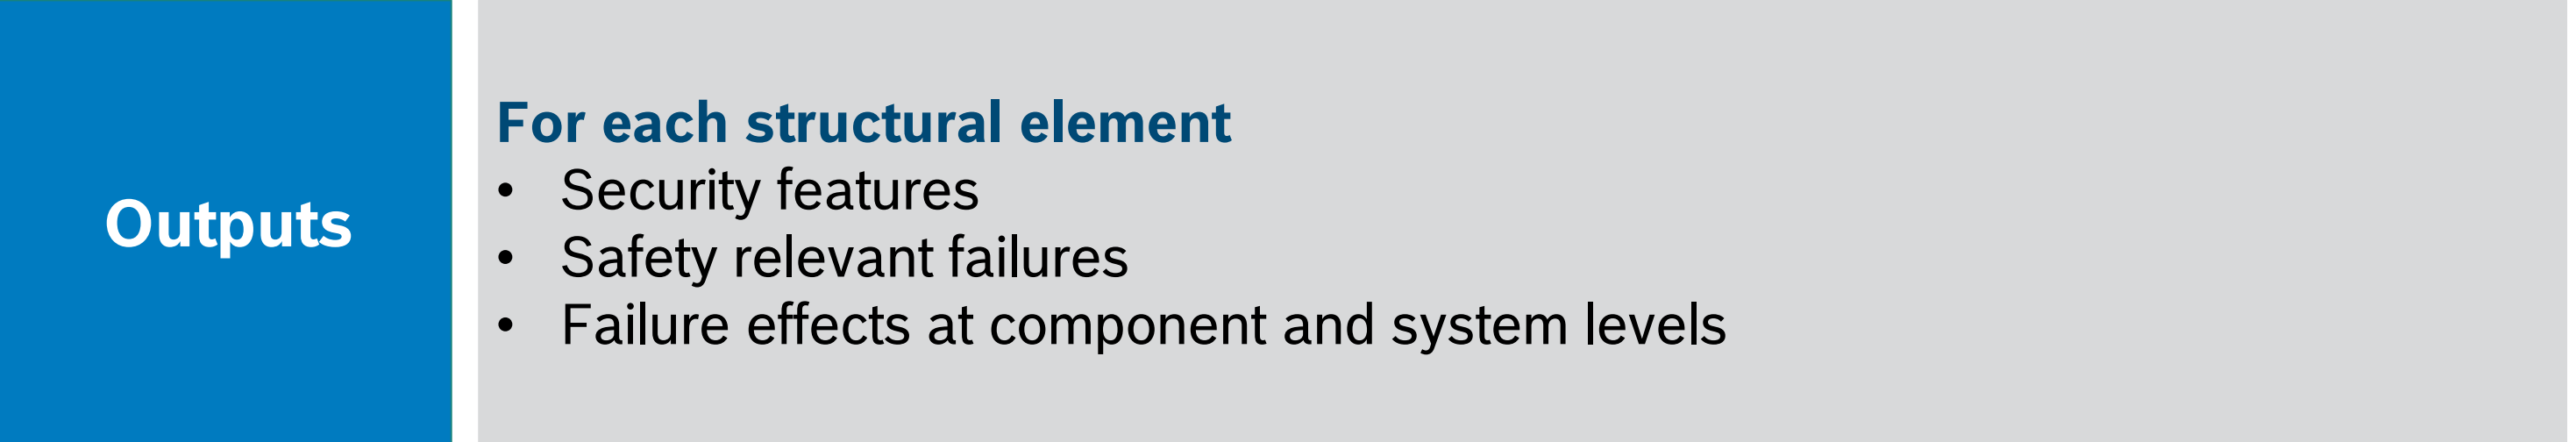 Outputs
For each structural element
• Security features
• Safety relevant failures
• Failure effects at component and system levels